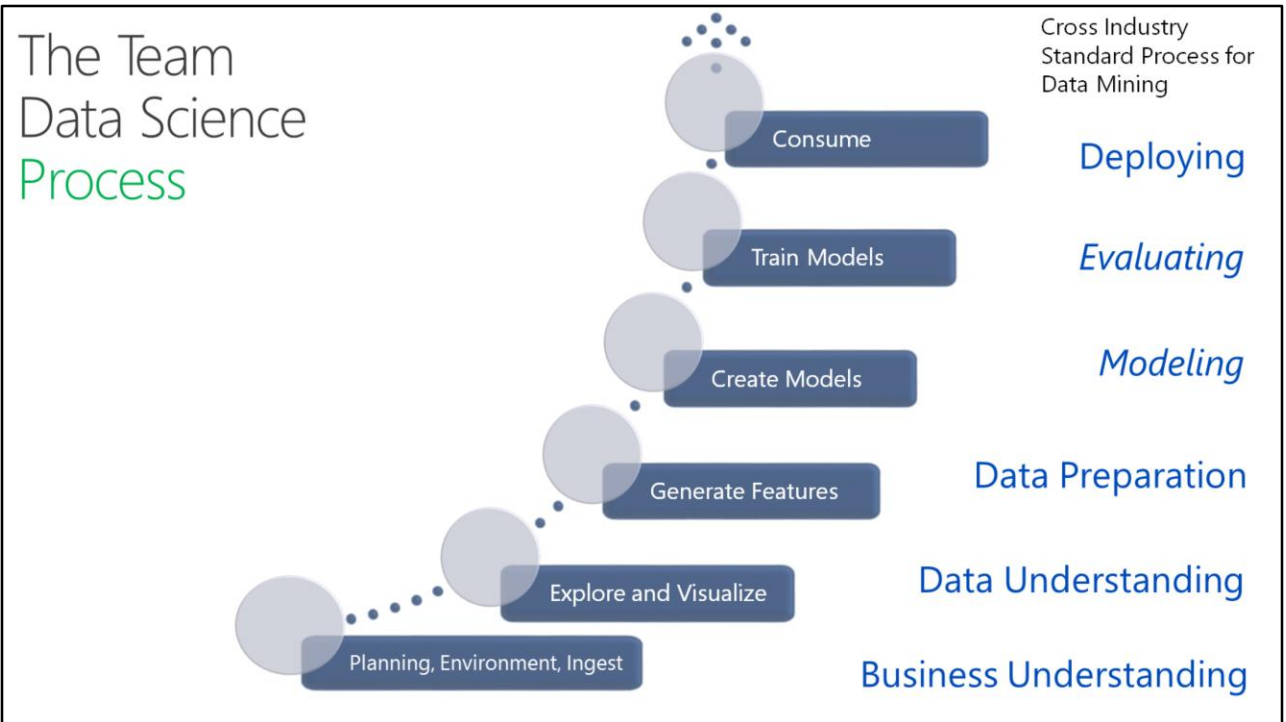 The Team
Data Science
Process
Cross Industry
Standard Process for
Data Mining
Consume
Deploying
Train Models
Evaluating
Create Models
Modeling
Generate Features
Data Preparation
Explore and Visualize
Data Understanding
Planning, Environment, Ingest
Business Understanding